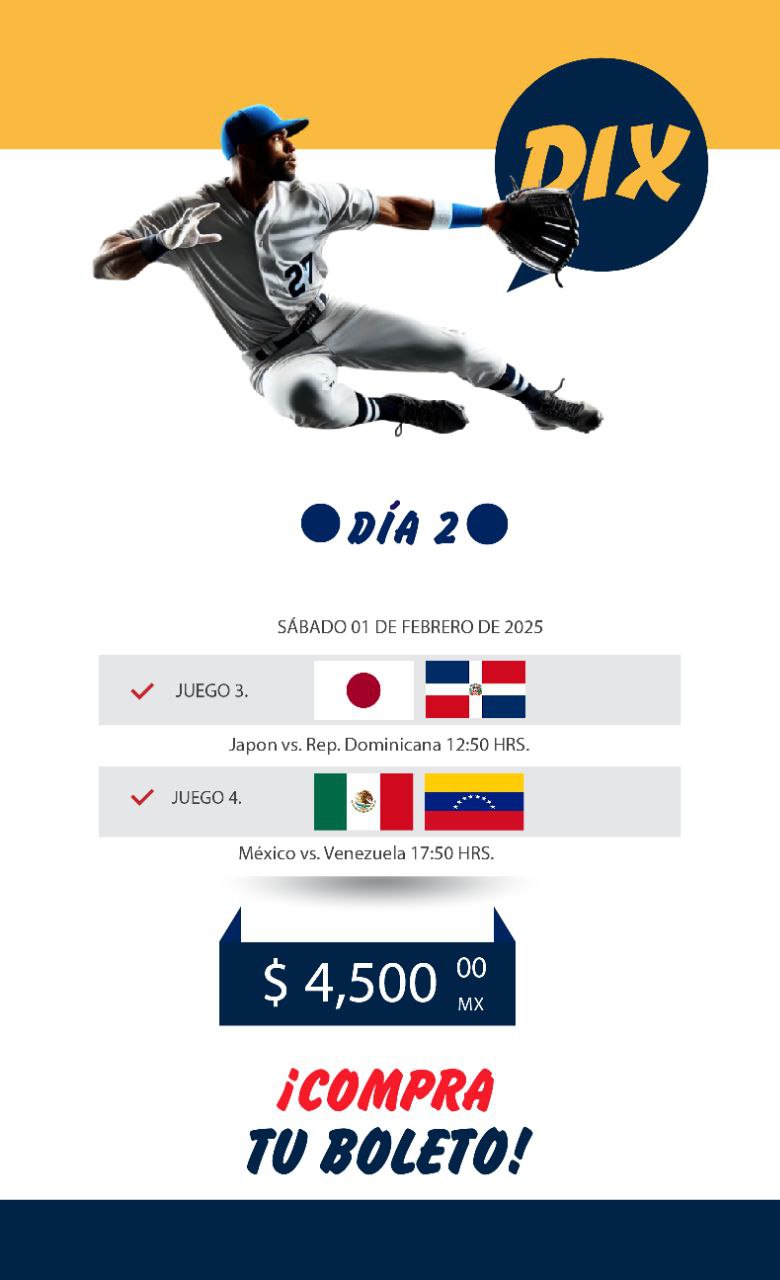 DIX
27
DÍA 2
SÁBADO 01 DE FEBRERO DE 2025
JUEGO 3.
Japon vs. Rep. Dominicana 12:50 HRS.
JUEGO 4.
México vs. Venezuela 17:50 HRS.
$ 4,500 00
MX
¡COMPRA
TU BOLETO!